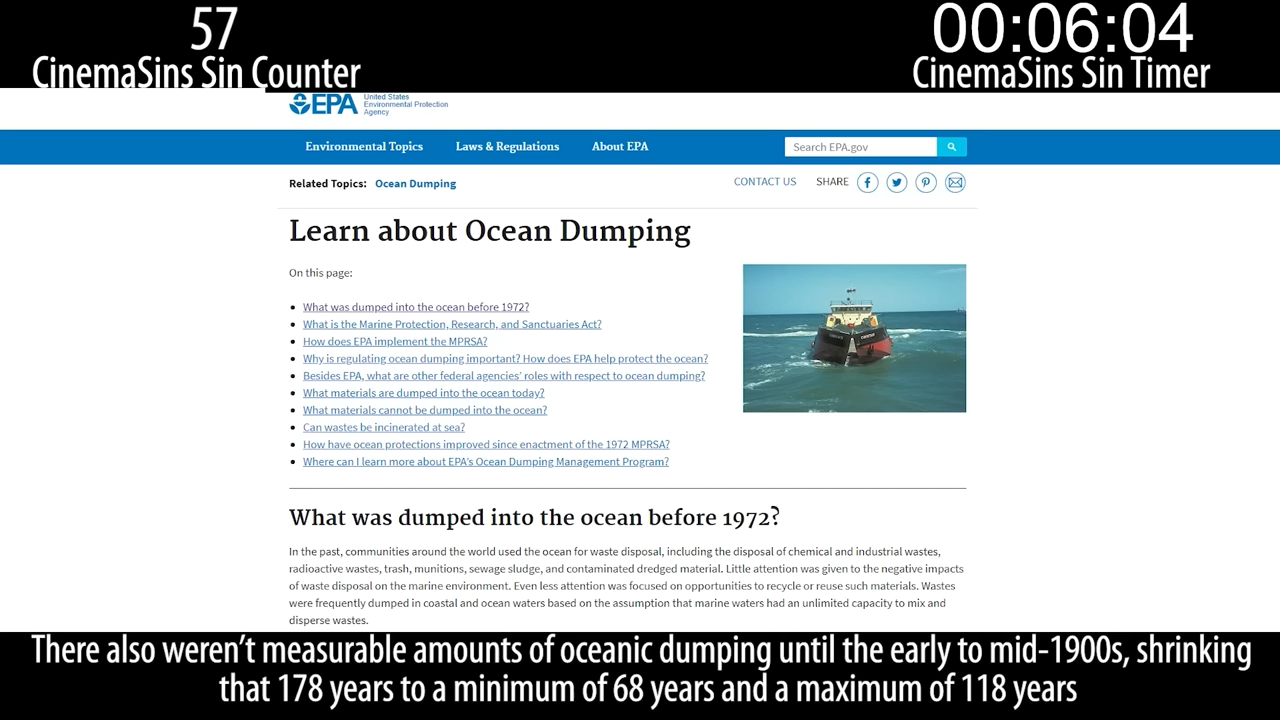 57
CinemaSins Sin Counter
00:06:04
CinemaSins Sin Timer
EPA United States
Environmental Protection
Agency
Environmental Topics Laws & Regulations About EPA Search EPA.gov
Related Topics: Ocean Dumping CONTACT US SHARE
Learn about Ocean Dumping
On this page:
• What was dumped into the ocean before 1972?
• What is the Marine Protection, Research, and Sanctuaries Act?
• How does EPA implement the MPRSA?
• Why is regulating ocean dumping important? How does EPA help protect the ocean?
• Besides EPA, what are other federal agencies' roles with respect to ocean dumping?
• What materials are dumped into the ocean today?
• What materials cannot be dumped into the ocean?
• Can wastes be incinerated at sea?
• How have ocean protections improved since enactment of the 1972 MPRSA?
• Where can I learn more about EPA's Ocean Dumping Management Program?
What was dumped into the ocean before 1972?
In the past, communities around the world used the ocean for waste disposal, including the disposal of chemical and industrial wastes,
radioactive wastes, trash, munitions, sewage sludge, and contaminated dredged material. Little attention was given to the negative impacts
of waste disposal on the marine environment. Even less attention was focused on opportunities to recycle or reuse such materials. Wastes
were frequently dumped in coastal and ocean waters based on the assumption that marine waters had an unlimited capacity to mix and
disperse wastes.
There also weren't measurable amounts of oceanic dumping until the early to mid-1900s, shrinking
that 178 years to a minimum of 68 years and a maximum of 118 years